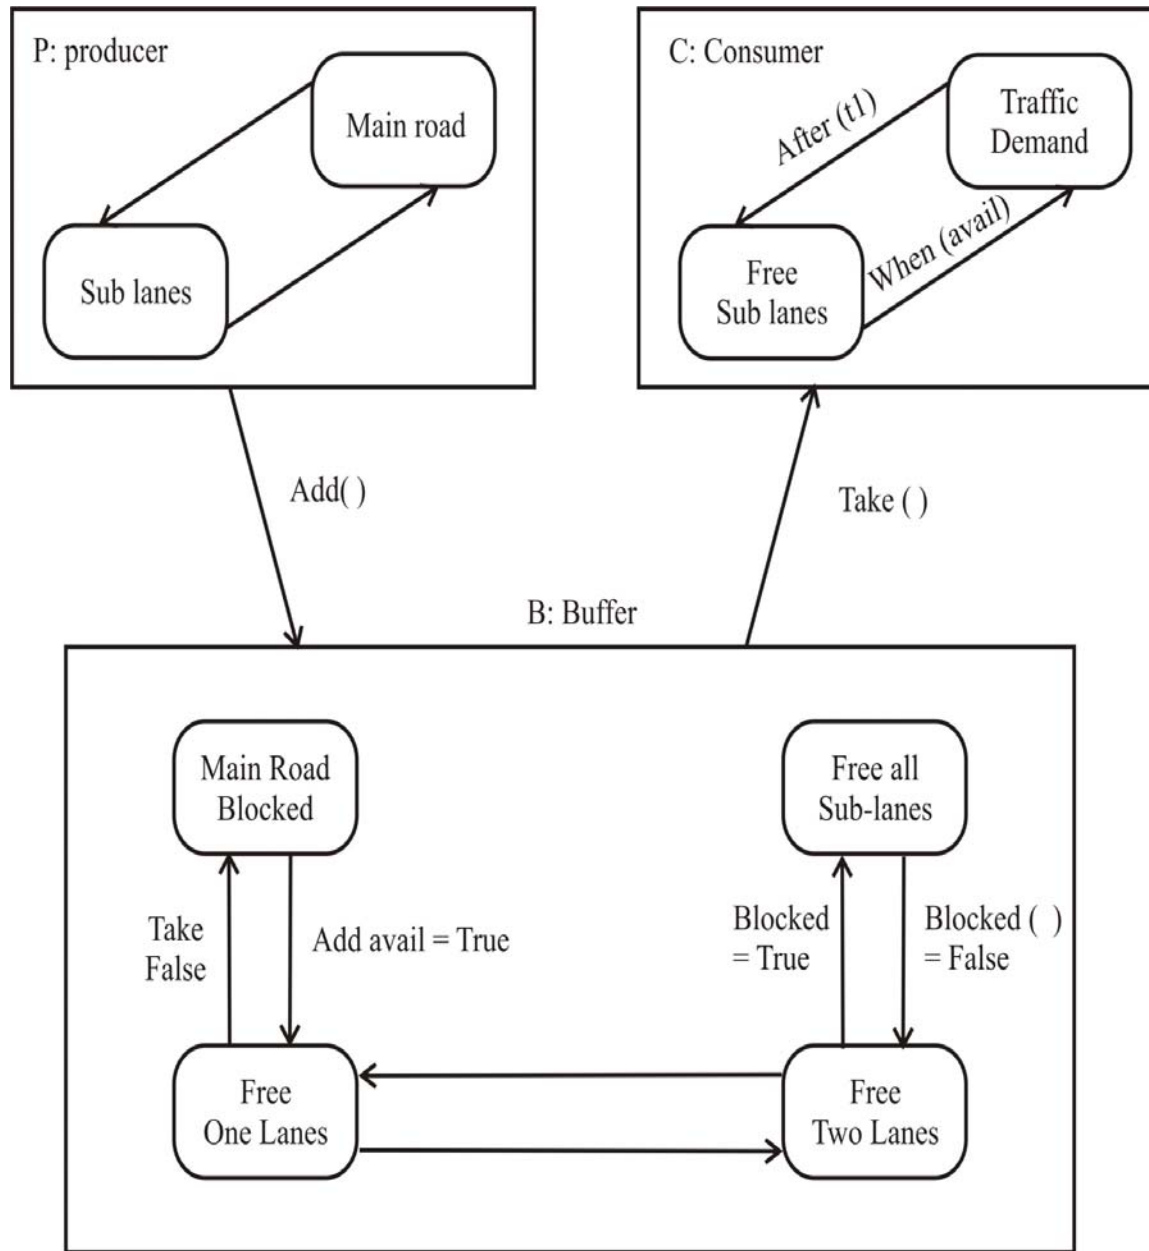 P: producer
Main road
Sub lanes
C: Consumer
Traffic
Demand
After (t1)
When (avail)
Free
Sub lanes
Add( )
Take ( )
B: Buffer
Main Road
Blocked
Free all
Sub-lanes
Take
False
Add avail = True
Blocked
= True
Blocked ( )
= False
Free
One Lanes
Free
Two Lanes